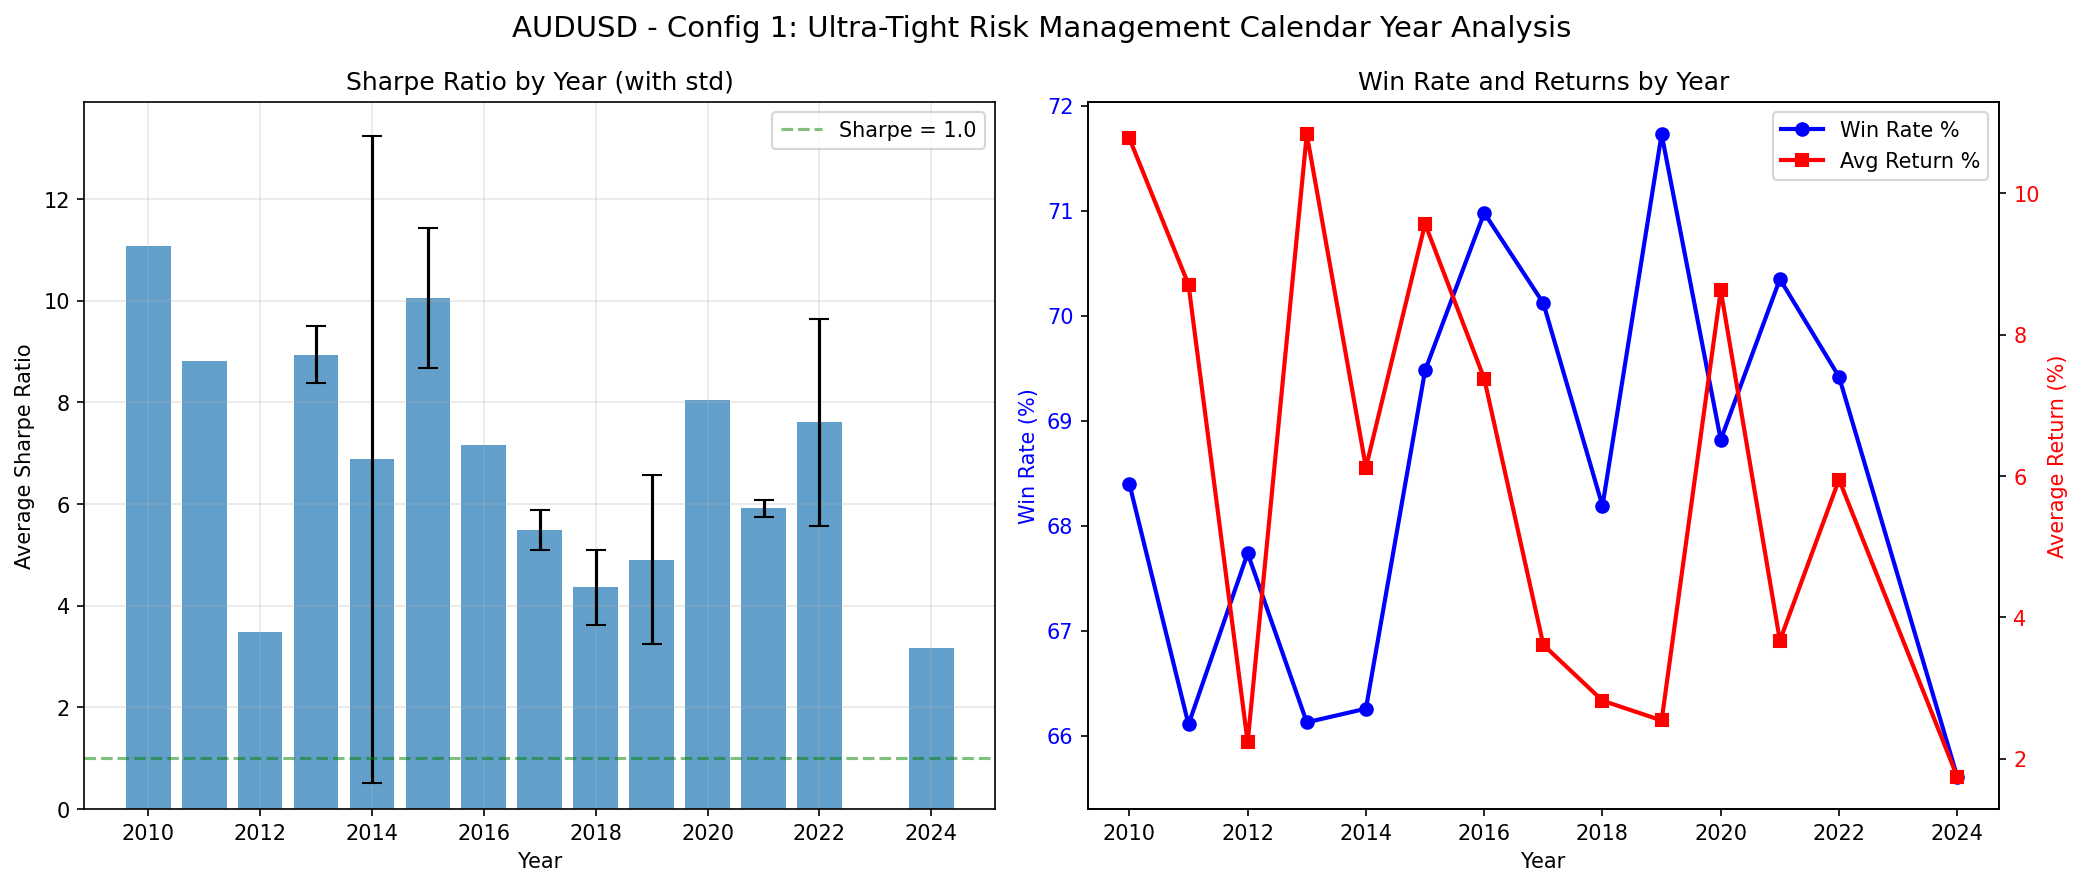 AUDUSD - Config 1: Ultra-Tight Risk Management Calendar Year Analysis
Sharpe Ratio by Year (with std)
Sharpe = 1.0
Average Sharpe Ratio
12
10
8
6
4
2
0
2010 2012 2014 2016 2018 2020 2022 2024
Year
Win Rate and Returns by Year
Win Rate %
Avg Return %
Win Rate (%)
72
71
70
69
68
67
66
10
8
6
4
2
Average Return (%)
2010 2012 2014 2016 2018 2020 2022 2024
Year